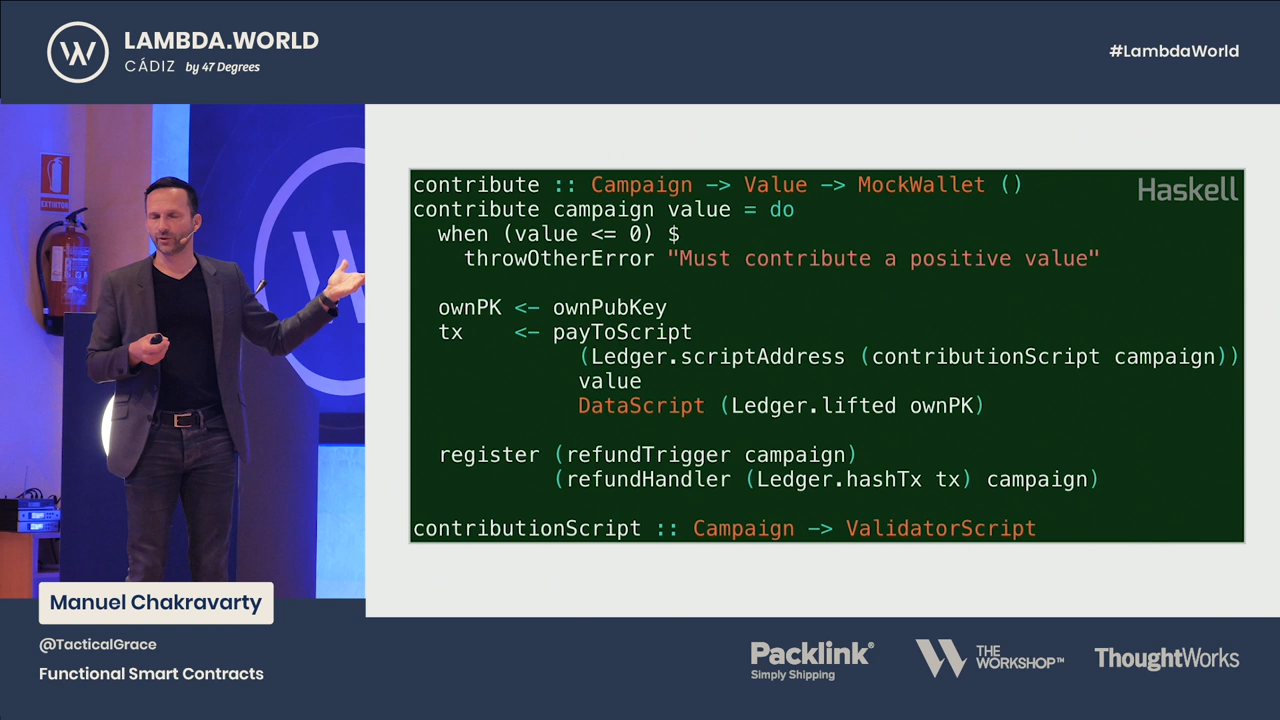 LAMBDA.WORLD
CÁDIZ by 47 Degrees
#LambdaWorld
EXTINTOR
contribute :: Campaign -> Value -> MockWallet ()
Haskell
contribute campaign value = do
  when (value <= 0) $
    throwOtherError "Must contribute a positive value"
  ownPK <- ownPubKey
  tx    <- payToScript
             (Ledger.scriptAddress (contributionScript campaign))
             value
             DataScript (Ledger.lifted ownPK)
  register (refundTrigger campaign)
           (refundHandler (Ledger.hashTx tx) campaign)
contributionScript :: Campaign -> ValidatorScript
Manuel Chakravarty
@TacticalGrace
Functional Smart Contracts
Packlink®
Simply Shipping
THE
WORKSHOP™
ThoughtWorks